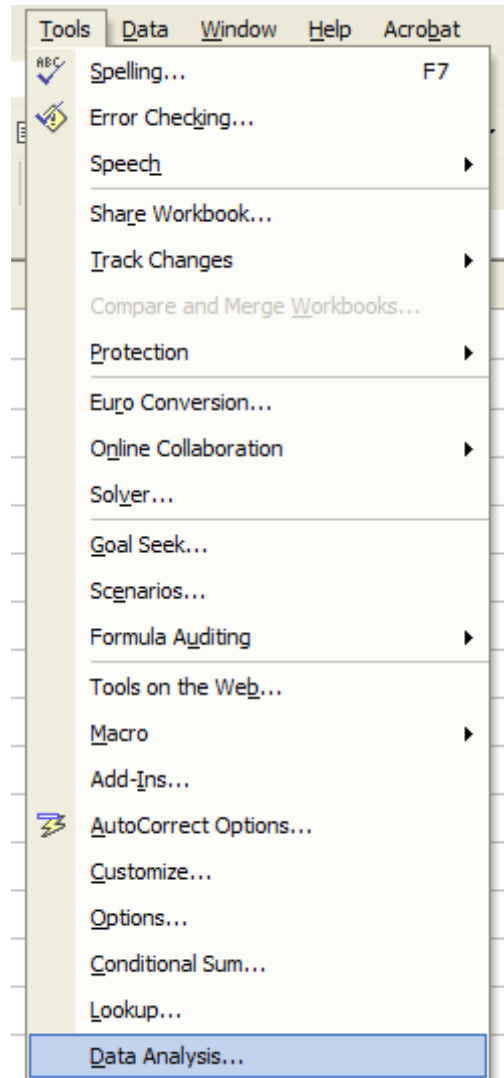 Tools Data Window Help Acrobat
ABC Spelling... F7
Error Checking...
Speech
Share Workbook...
Track Changes
Compare and Merge Workbooks...
Protection
Euro Conversion...
Online Collaboration
Solver...
Goal Seek...
Scenarios...
Formula Auditing
Tools on the Web...
Macro
Add-Ins...
AutoCorrect Options...
Customize...
Options...
Conditional Sum...
Lookup...
Data Analysis...